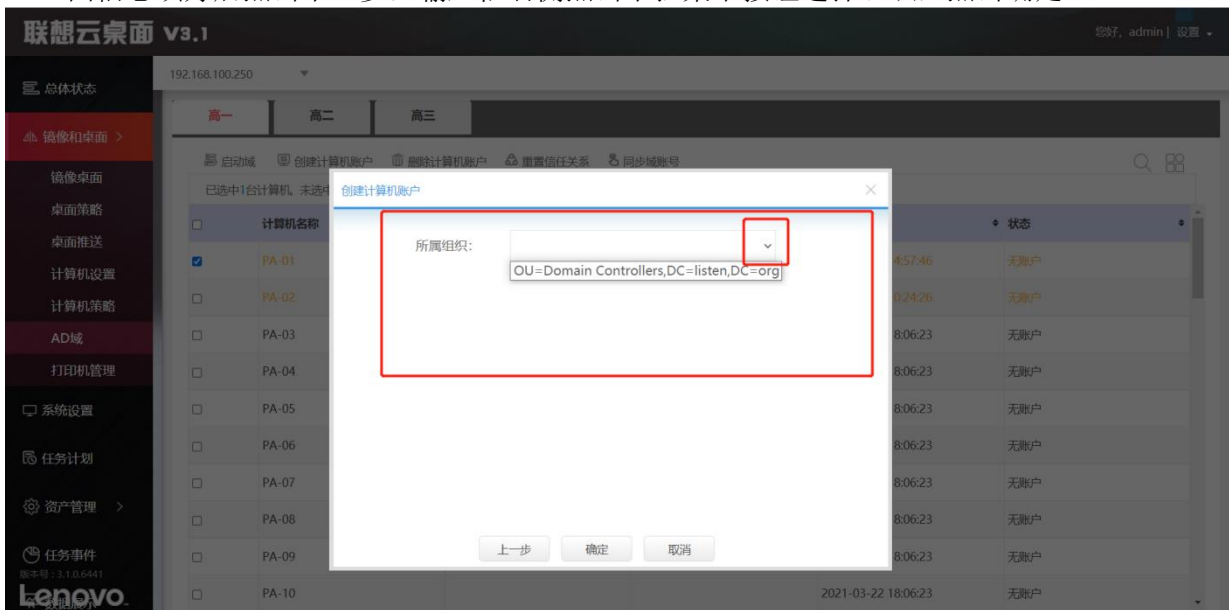 联想云桌面 V3.1
您好, admin | 设置
192.168.100.250
总体状态
镜像和桌面 >
镜像桌面
桌面策略
桌面推送
计算机设置
计算机策略
AD域
打印机管理
系统设置
任务计划
资产管理 >
任务事件
版本号 : 3.1.0.6441
Lenovo
高一 高二 高三
启动域 创建计算机账户 删除计算机账户 重置信任关系 同步域账号
已选中1台计算机, 未选中
计算机名称 状态
PA-01 4:57:46 无账户
PA-02 0:24:26 无账户
PA-03 8:06:23 无账户
PA-04 8:06:23 无账户
PA-05 8:06:23 无账户
PA-06 8:06:23 无账户
PA-07 8:06:23 无账户
PA-08 8:06:23 无账户
PA-09 8:06:23 无账户
PA-10 2021-03-22 18:06:23 无账户
创建计算机账户
所属组织:
OU=Domain Controllers,DC=listen,DC=org
上一步 确定 取消